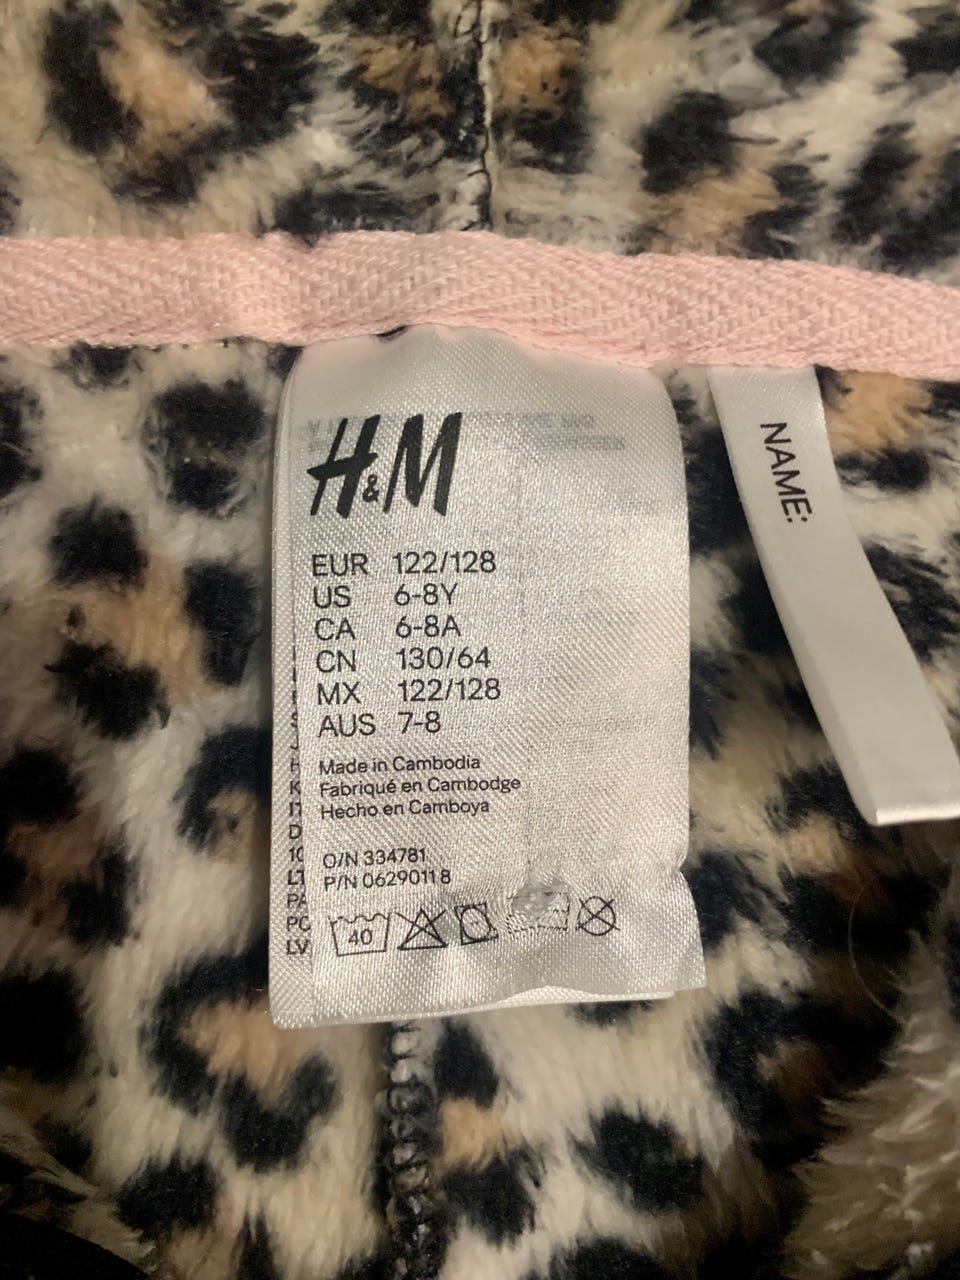 H&M
EUR 122/128
US 6-8Y
CA 6-8A
CN 130/64
MX 122/128
AUS 7-8
Made in Cambodia
Fabriqué en Cambodge
Hecho en Camboya
O/N 334781
P/N 06290118
40
NAME: